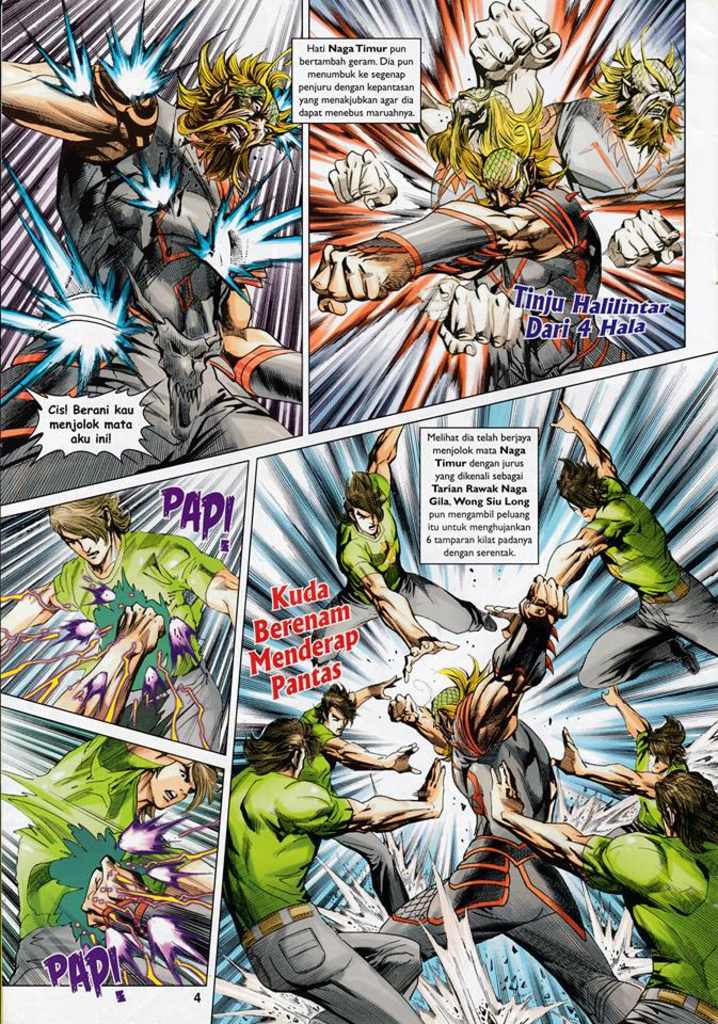 Hati Naga Timur pun
bertambah geram. Dia pun
menumbuk ke segenap
penjuru dengan kepantasan
yang menakjubkan agar dia
dapat menebus maruahnya.
Cis! Berani kau
menjolok mata
aku ini!
Tinju Halilintar
Dari 4 Hala
PAP!
Melihat dia telah berjaya
menjolok mata Naga
Timur dengan jurus
yang dikenali sebagai
Tarian Rawak Naga
Gila, Wong Siu Long
pun mengambil peluang
itu untuk menghujankan
6 tamparan kilat padanya
dengan serentak.
Kuda
Berenam
Menderap
Pantas
PAP!
4